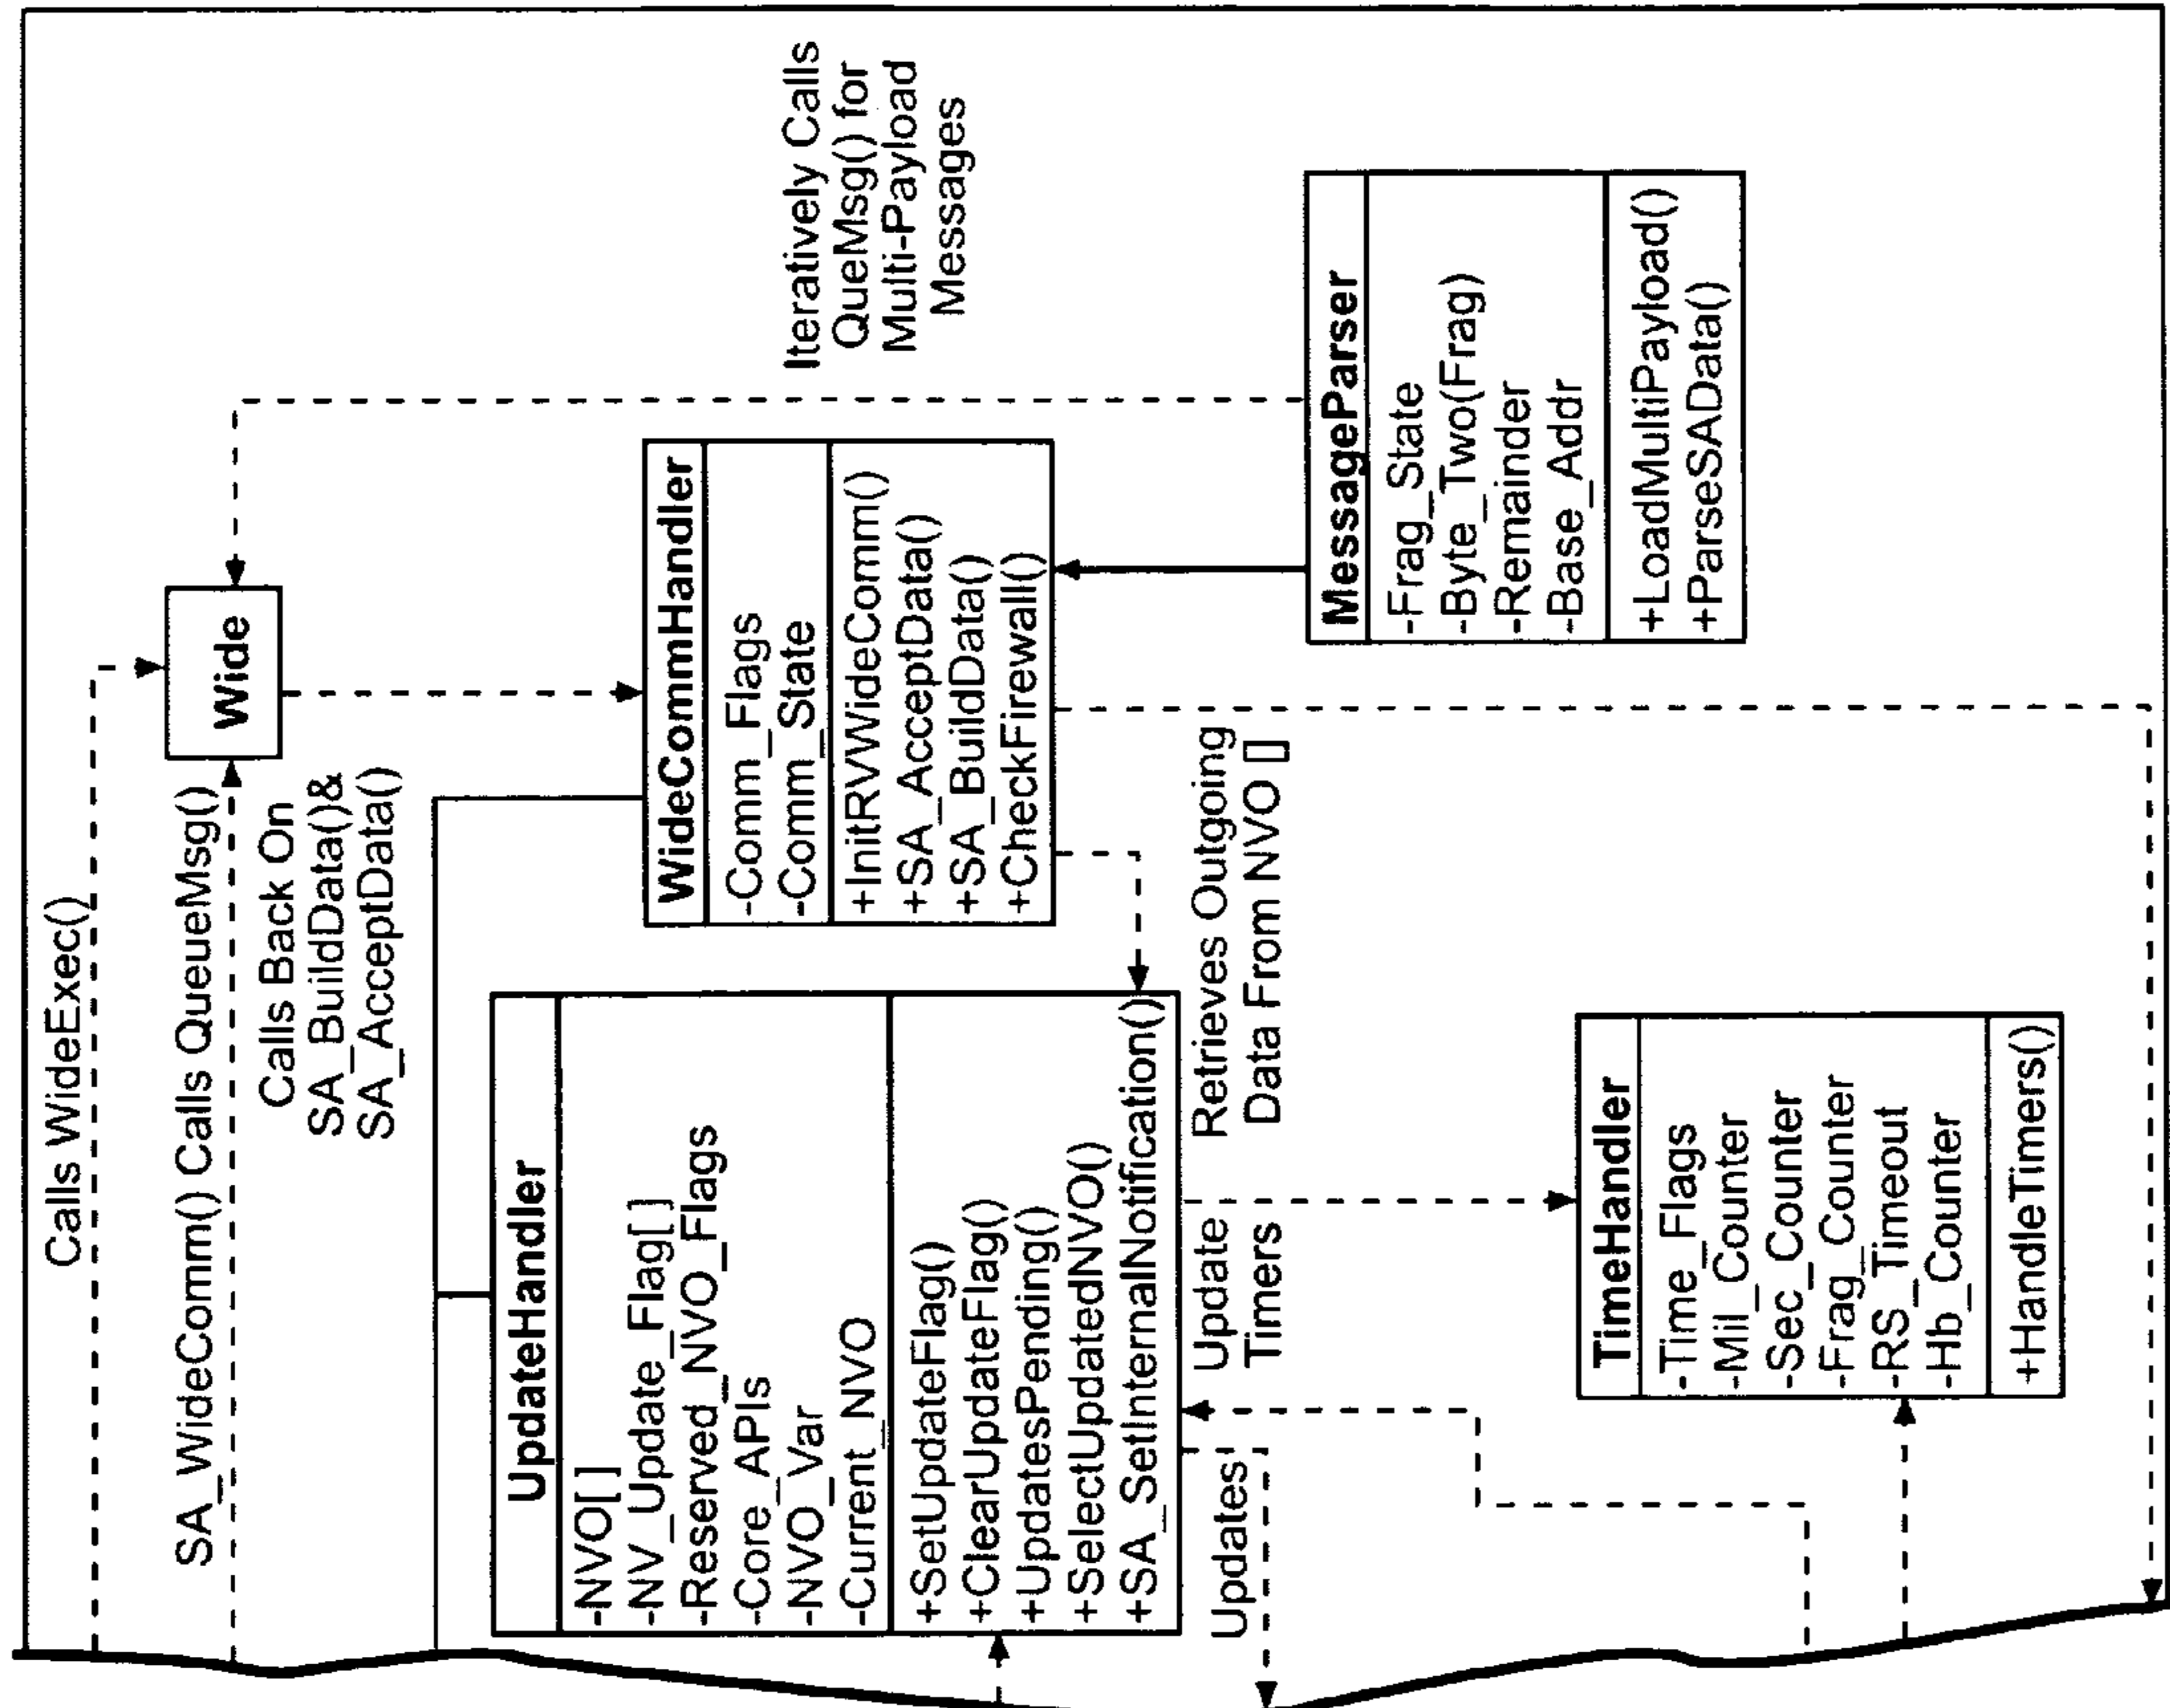 Calls WideExec()
SA_WideComm() Calls QueueMsg()
Wide
Calls Back On
SA_BuildData()&
SA_AcceptData()
Iteratively Calls
QueMsg() for
Multi-Payload
Messages
UpdateHandler
-NVO[ ]
-NV_Update_Flag[ ]
-Reserved_NVO_Flags
-Core_APIs
-NVO_Var
-Current_NVO
+SetUpdateFlag()
+ClearUpdateFlag()
+UpdatesPending()
+SelectUpdatedNVO()
+SA_SetInternalNotification()
WideCommHandler
-Comm_Flags
-Comm_State
+InitRVWideComm()
+SA_AcceptData()
+SA_BuildData()
+CheckFirewall()
Updates
Update
Timers
Retrieves Outgoing
Data From NVO []
MessageParser
-Frag_State
-Byte_Two(Frag)
-Remainder
-Base_Addr
+LoadMultiPayload()
+ParseSAData()
TimeHandler
-Time_Flags
-Mil_Counter
-Sec_Counter
-Frag_Counter
-RS_Timeout
-Hb_Counter
+HandleTimers()